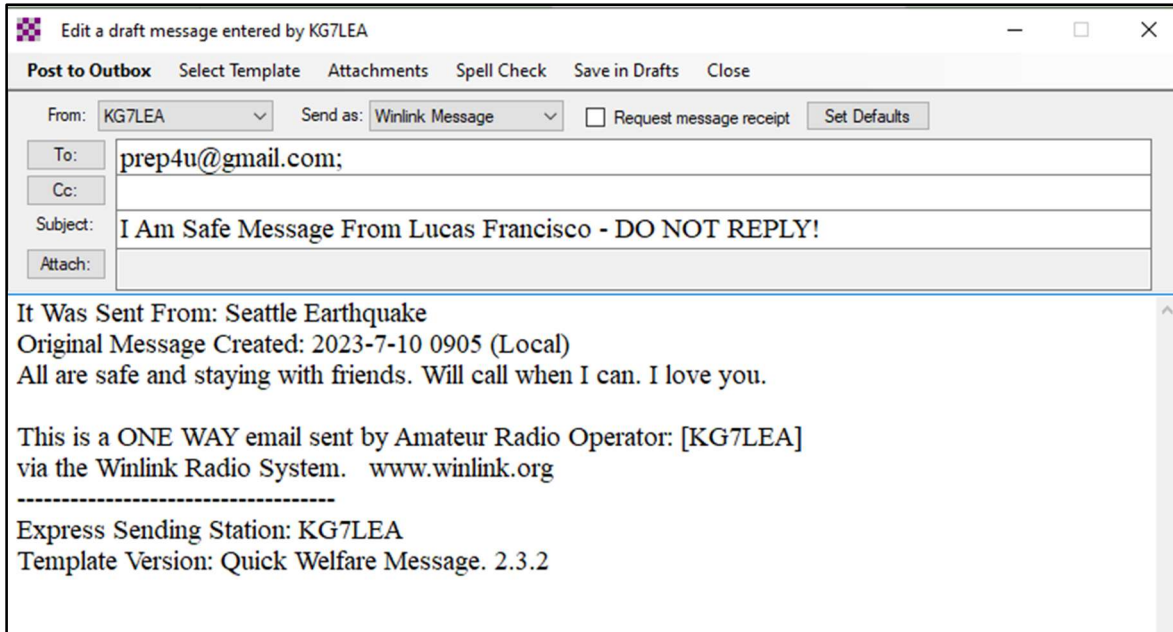 Edit a draft message entered by KG7LEA
Post to Outbox Select Template Attachments Spell Check Save in Drafts Close
From: KG7LEA Send as: Winlink Message Request message receipt Set Defaults
To: prep4u@gmail.com;
Cc:
Subject: I Am Safe Message From Lucas Francisco - DO NOT REPLY!
Attach:
It Was Sent From: Seattle Earthquake
Original Message Created: 2023-7-10 0905 (Local)
All are safe and staying with friends. Will call when I can. I love you.
This is a ONE WAY email sent by Amateur Radio Operator: [KG7LEA]
via the Winlink Radio System. www.winlink.org
------------------------------------
Express Sending Station: KG7LEA
Template Version: Quick Welfare Message. 2.3.2